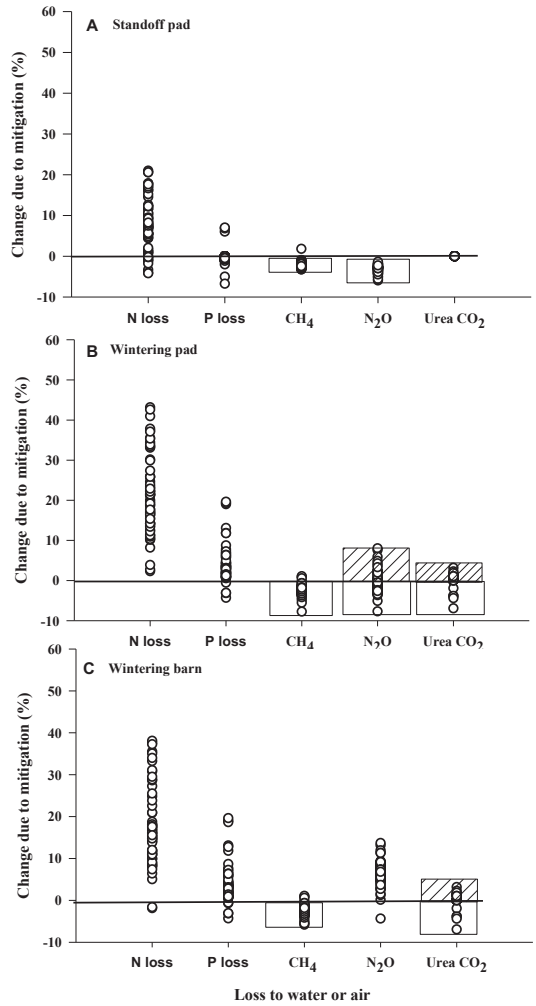 A Standoff pad
Change due to mitigation (%)
60
50
40
30
20
10
0
-10
N loss P loss CH4 N2O Urea CO2
B Wintering pad
Change due to mitigation (%)
60
50
40
30
20
10
0
-10
N loss P loss CH4 N2O Urea CO2
C Wintering barn
Change due to mitigation (%)
60
50
40
30
20
10
0
-10
N loss P loss CH4 N2O Urea CO2
Loss to water or air